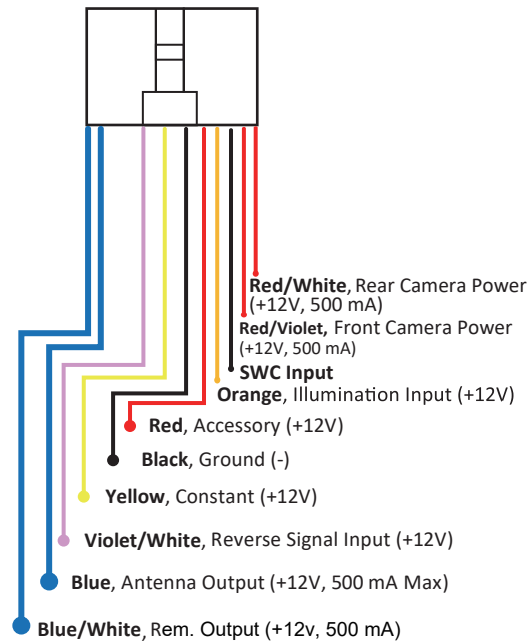 Red/White, Rear Camera Power
(+12V, 500 mA)
Red/Violet, Front Camera Power
(+12V, 500 mA)
SWC Input
Orange, Illumination Input (+12V)
Red, Accessory (+12V)
Black, Ground (-)
Yellow, Constant (+12V)
Violet/White, Reverse Signal Input (+12V)
Blue, Antenna Output (+12V, 500 mA Max)
Blue/White, Rem. Output (+12v, 500 mA)